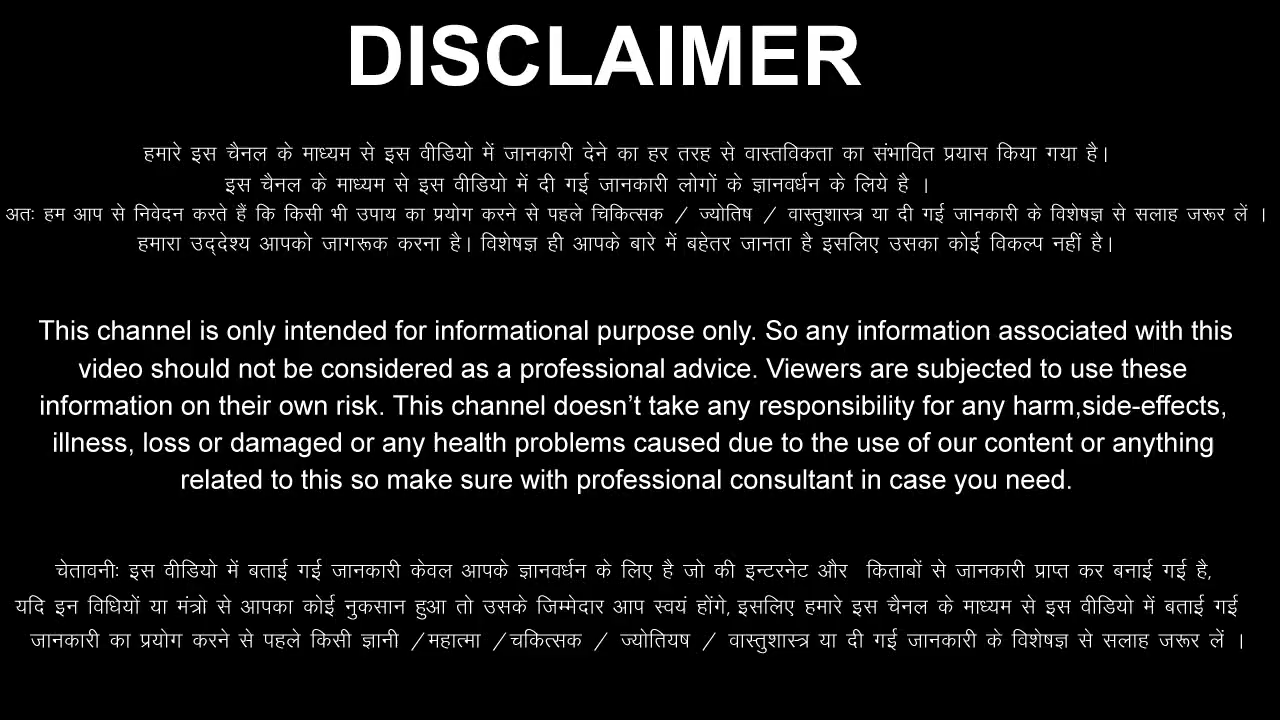 DISCLAIMER
हमारे इस चैनल के माध्यम से इस वीडियो में जानकारी देने का हर तरह से वास्तविकता का संभावित प्रयास किया गया है।
इस चैनल के माध्यम से इस वीडियो में दी गई जानकारी लोगों के ज्ञानवर्धन के लिये है ।
अतः हम आप से निवेदन करते हैं कि किसी भी उपाय का प्रयोग करने से पहले चिकित्सक / ज्योतिष / वास्तुशास्त्र या दी गई जानकारी के विशेषज्ञ से सलाह जरूर लें ।
हमारा उद्देश्य आपको जागरूक करना है। विशेषज्ञ ही आपके बारे में बहेतर जानता है इसलिए उसका कोई विकल्प नहीं है।
This channel is only intended for informational purpose only. So any information associated with this
video should not be considered as a professional advice. Viewers are subjected to use these
information on their own risk. This channel doesn’t take any responsibility for any harm,side-effects,
illness, loss or damaged or any health problems caused due to the use of our content or anything
related to this so make sure with professional consultant in case you need.
चेतावनीः इस वीडियो में बताई गई जानकारी केवल आपके ज्ञानवर्धन के लिए है जो की इन्टरनेट और किताबों से जानकारी प्राप्त कर बनाई गई है,
यदि इन विधियों या मंत्रो से आपका कोई नुकसान हुआ तो उसके जिम्मेदार आप स्वयं होंगे, इसलिए हमारे इस चैनल के माध्यम से इस वीडियो में बताई गई
जानकारी का प्रयोग करने से पहले किसी ज्ञानी /महात्मा /चकित्सक / ज्योतियष / वास्तुशास्त्र या दी गई जानकारी के विशेषज्ञ से सलाह जरूर लें ।